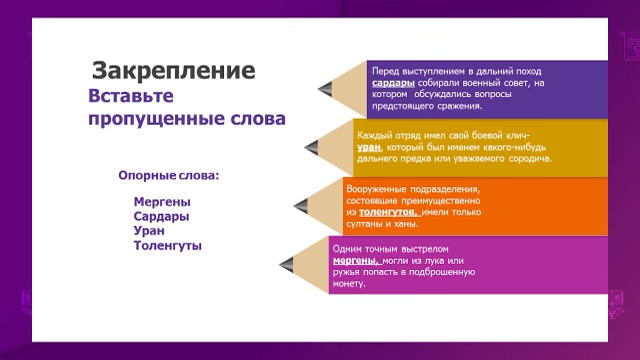 Закрепление
Вставьте
пропущенные слова
Опорные слова:
Мергены
Сардары
Уран
Толенгуты
Перед выступлением в дальний поход
сардары собирали военный совет, на
котором обсуждались вопросы
предстоящего сражения.
Каждый отряд имел свой боевой клич-
уран, который был именем какого-нибудь
дальнего предка или уважаемого сородича.
Вооруженные подразделения,
состоявшие преимущественно
из толенгутов, имели только
султаны и ханы.
Одним точным выстрелом
мергены, могли из лука или
ружья попасть в подброшенную
монету.